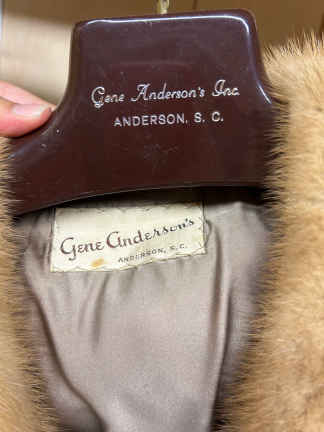 Gene Anderson's Inc.
ANDERSON, S. C.
Gene Anderson's
ANDERSON, S.C.